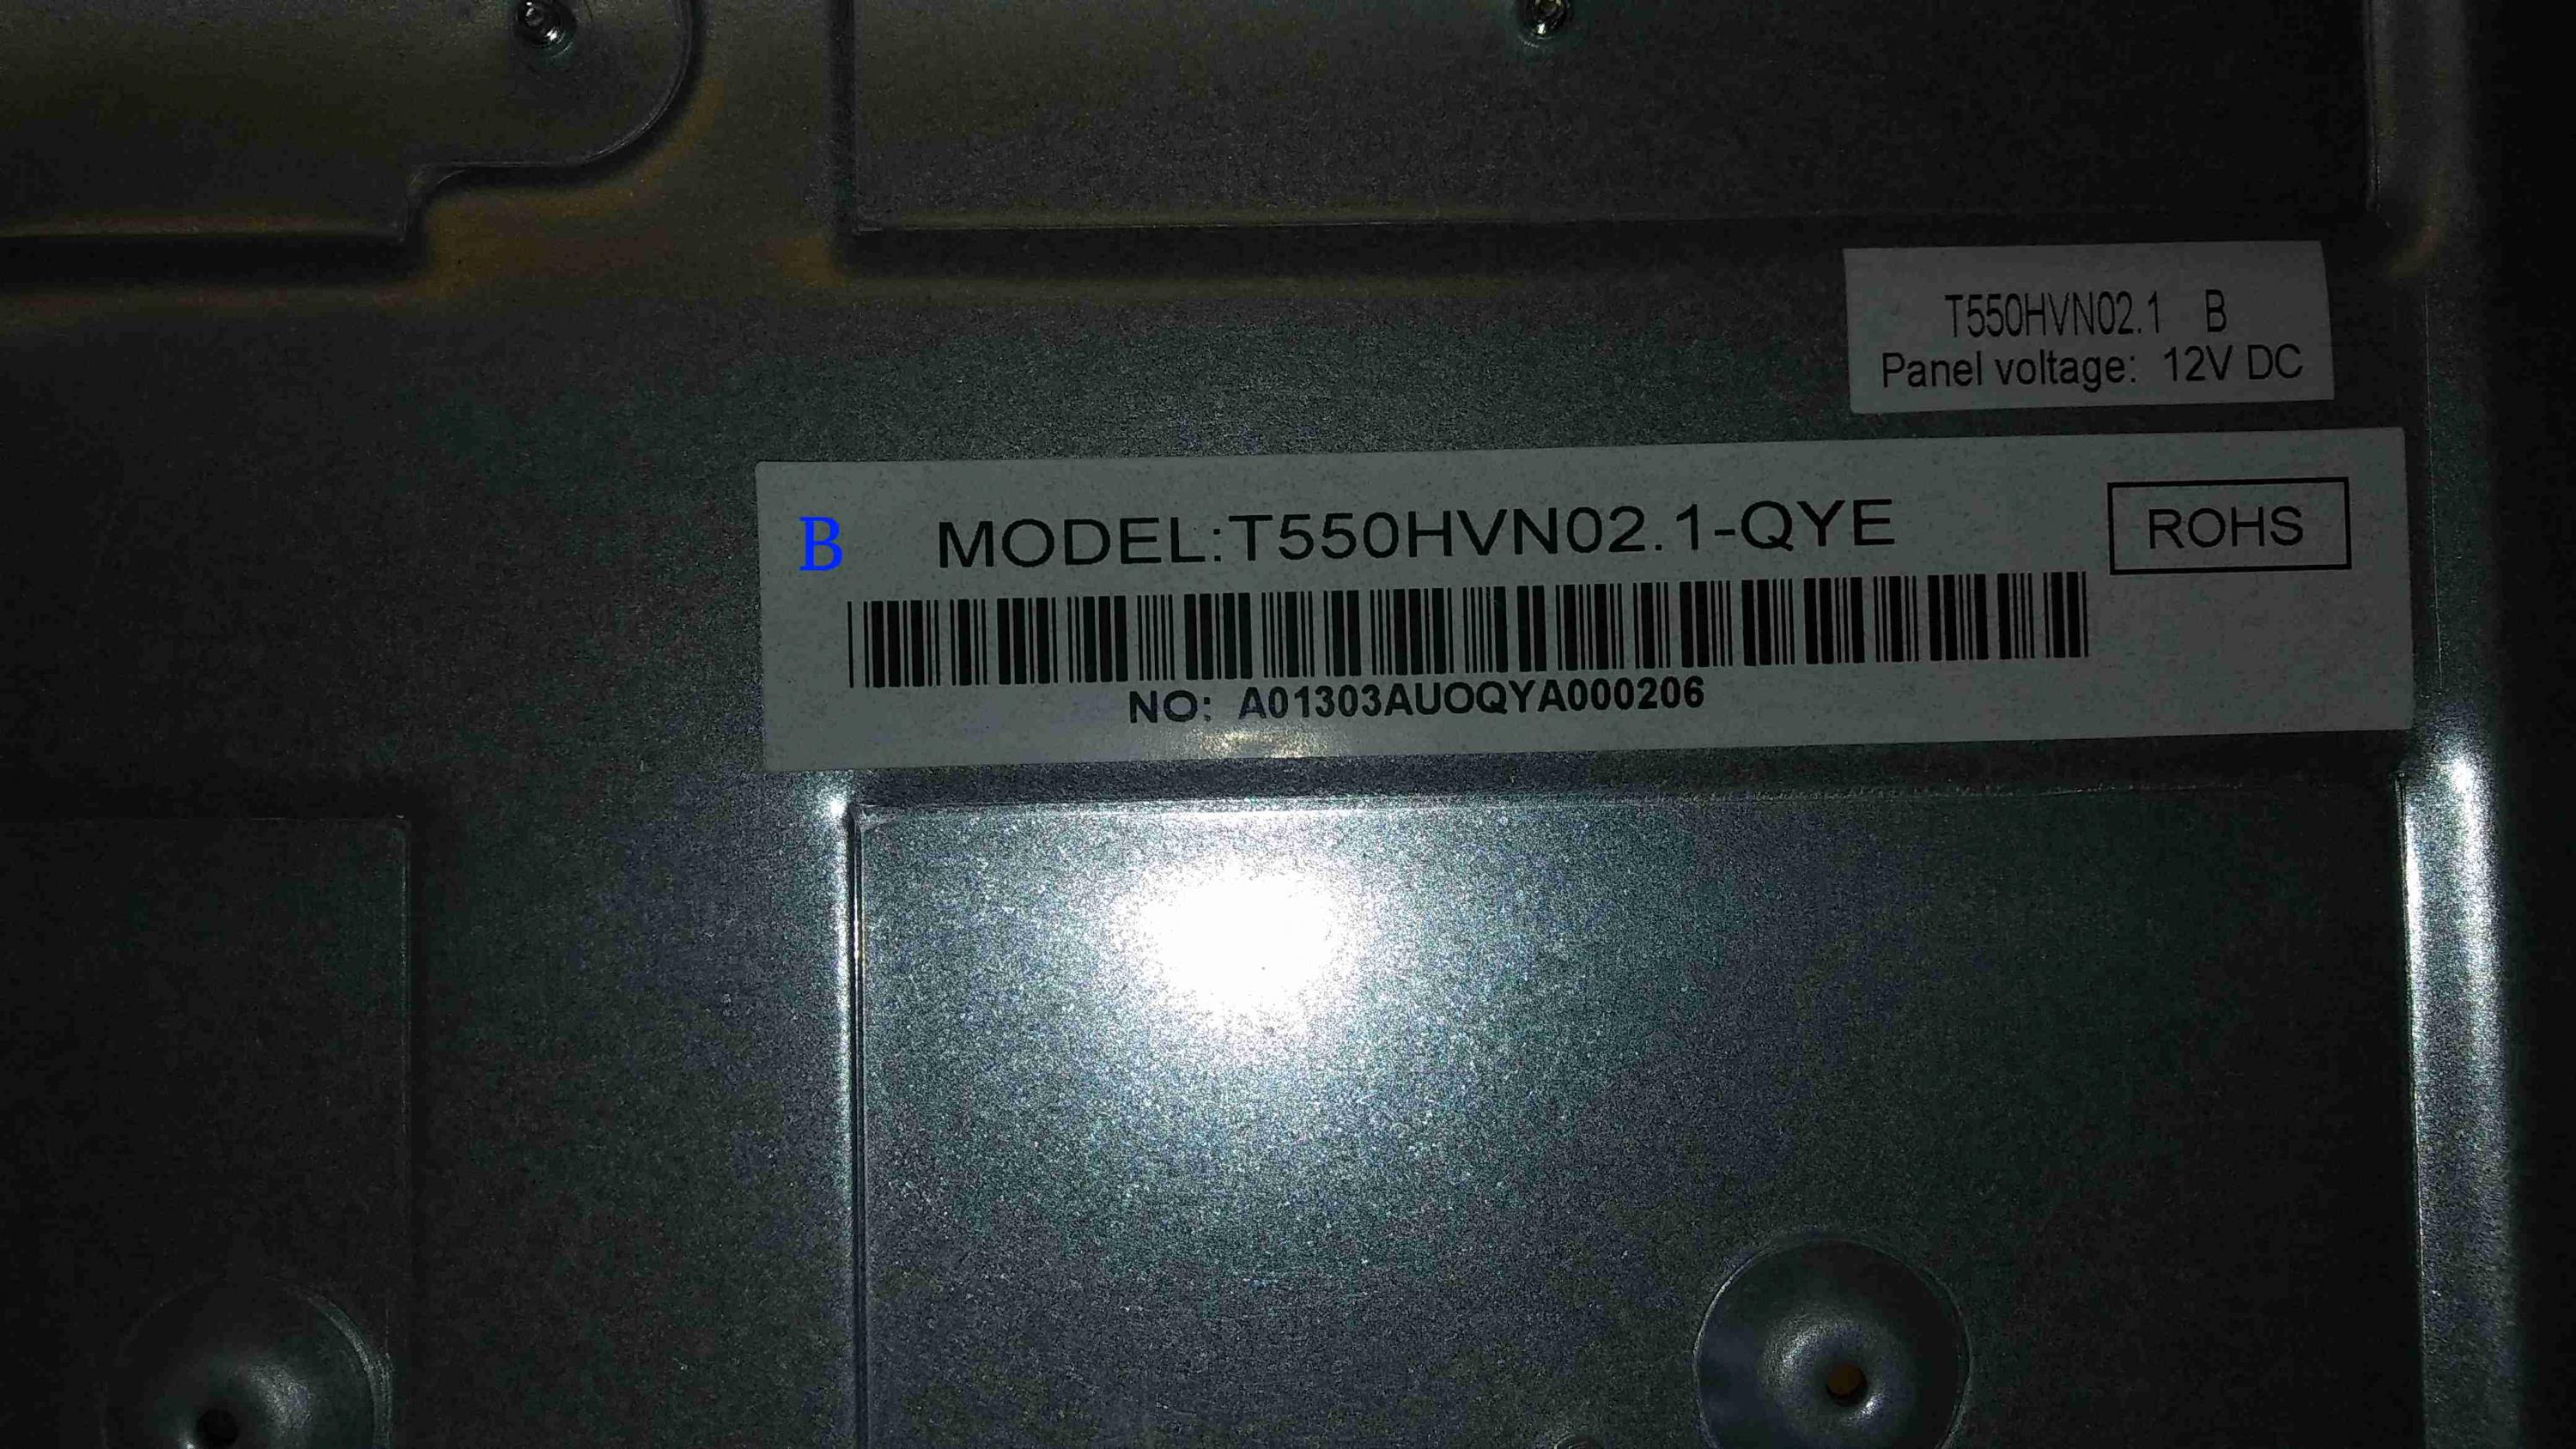 T550HVN02.1 B
Panel voltage: 12V DC
B MODEL:T550HVN02.1-QYE ROHS
NO: A01303AUOQYA000206